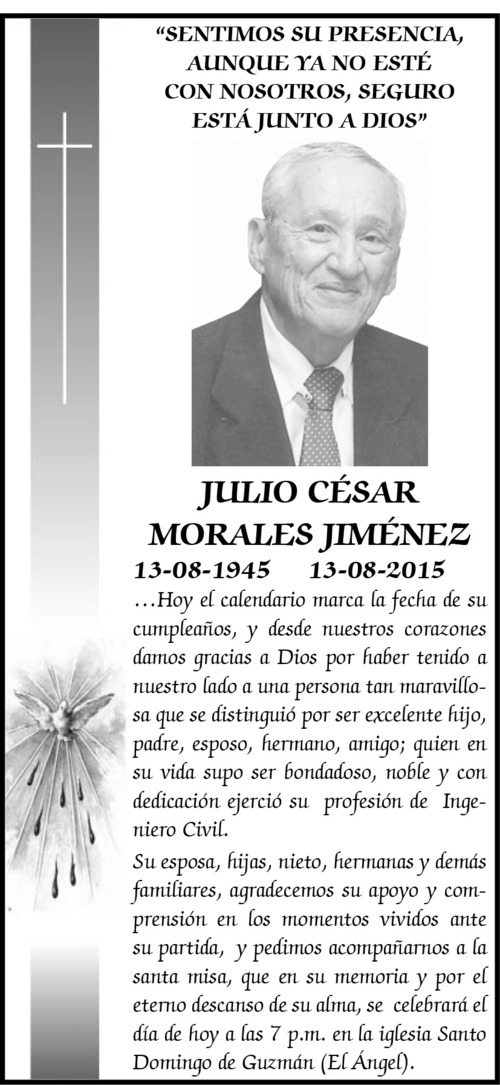 “SENTIMOS SU PRESENCIA,
AUNQUE YA NO ESTÉ
CON NOSOTROS, SEGURO
ESTÁ JUNTO A DIOS”
JULIO CÉSAR
MORALES JIMÉNEZ
13-08-1945 13-08-2015
…Hoy el calendario marca la fecha de su
cumpleaños, y desde nuestros corazones
damos gracias a Dios por haber tenido a
nuestro lado a una persona tan maravillo-
sa que se distinguió por ser excelente hijo,
padre, esposo, hermano, amigo; quien en
su vida supo ser bondadoso, noble y con
dedicación ejerció su profesión de Inge-
niero Civil.
Su esposa, hijas, nieto, hermanas y demás
familiares, agradecemos su apoyo y com-
prensión en los momentos vividos ante
su partida, y pedimos acompañarnos a la
santa misa, que en su memoria y por el
eterno descanso de su alma, se celebrará el
día de hoy a las 7 p.m. en la iglesia Santo
Domingo de Guzmán (El Ángel).